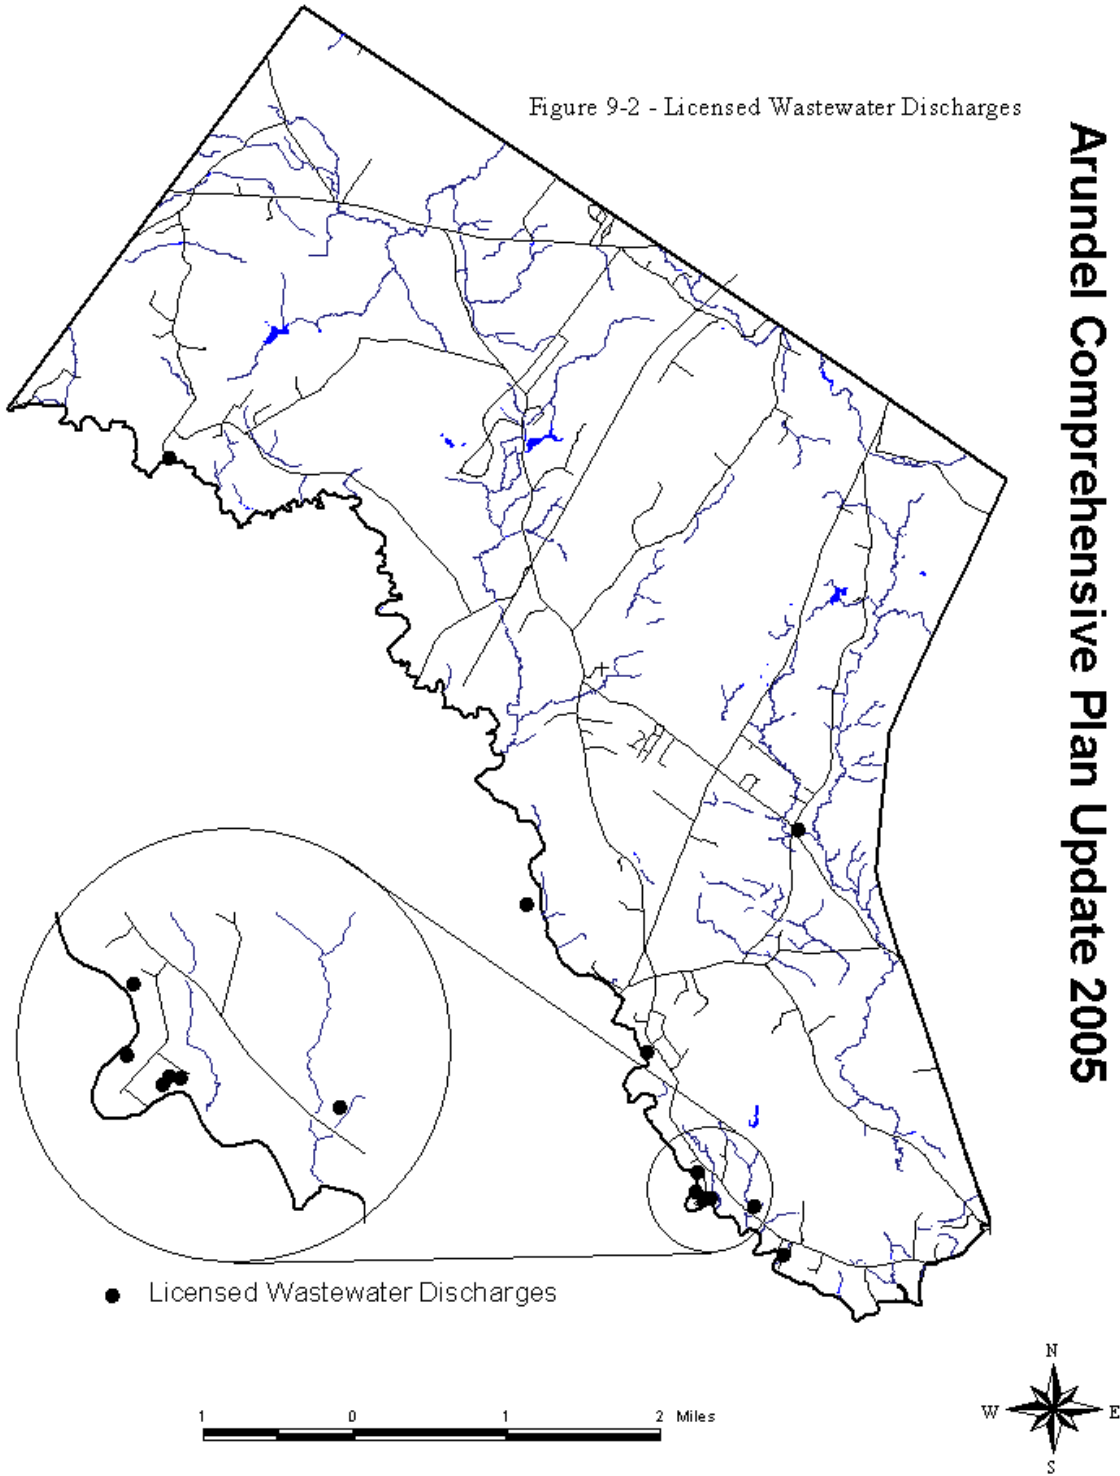 Figure 9-2 - Licensed Wastewater Discharges
Arundel Comprehensive Plan Update 2005
Licensed Wastewater Discharges
1 0 1 2 Miles
N
W E
S